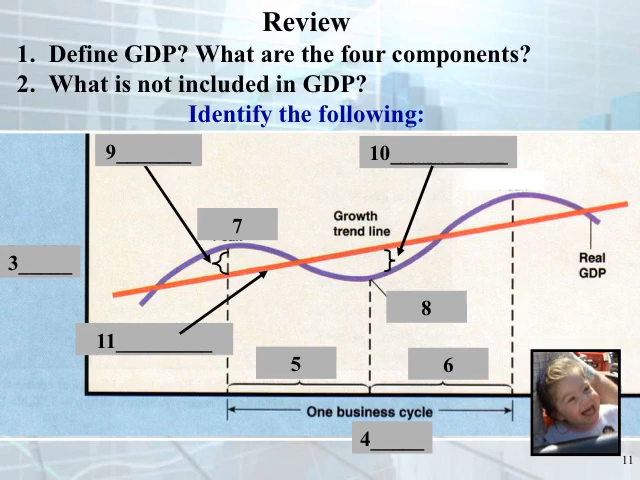 Review
1. Define GDP? What are the four components?
2. What is not included in GDP?
Identify the following:
9_______
10___________
7
Growth
trend line
3_____
Real
GDP
8
11_________
5
6
One business cycle
4_____
11